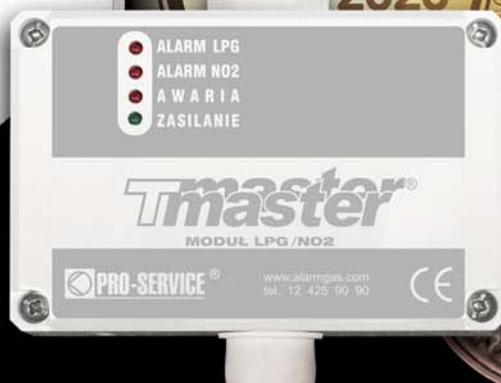 2020
ALARM LPG
ALARM NO2
AWARIA
ZASILANIE
Tmaster®
MODUŁ LPG/NO2
PRO-SERVICE®
www.alarmgas.com
tel. 12 425 90 90
CE